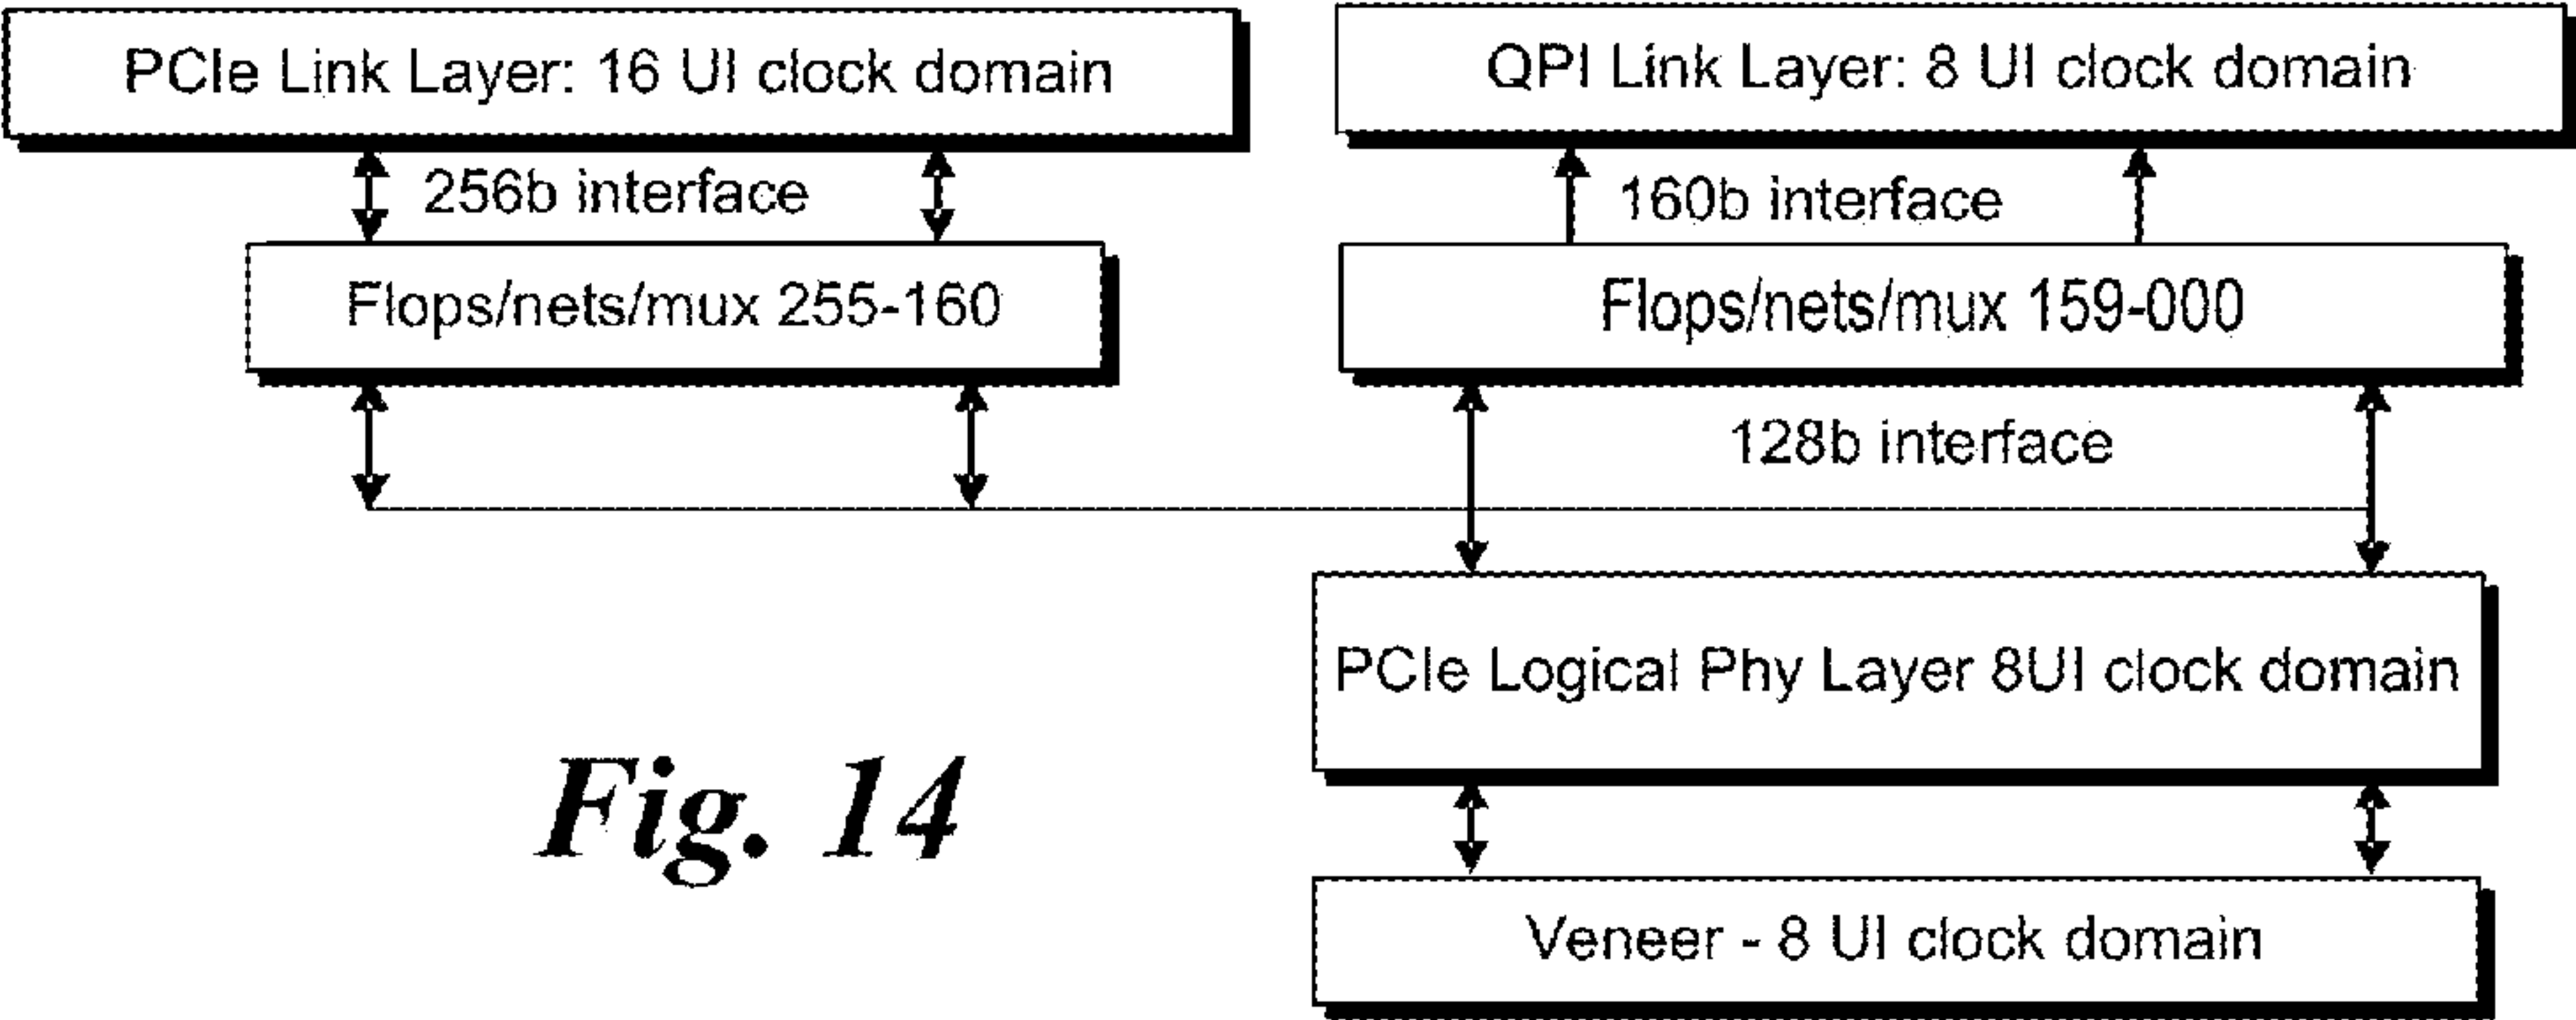 PCIe Link Layer: 16 UI clock domain
QPI Link Layer: 8 UI clock domain
256b interface
160b interface
Flops/nets/mux 255-160
Flops/nets/mux 159-000
128b interface
PCIe Logical Phy Layer 8UI clock domain
Fig. 14
Veneer - 8 UI clock domain